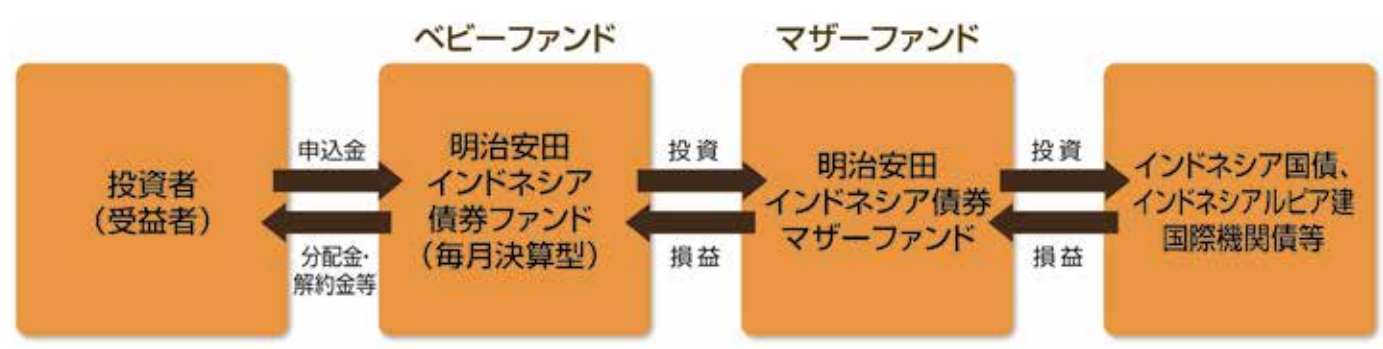 ベビーファンド
マザーファンド
投資者
（受益者）
申込金
分配金・
解約金等
明治安田
インドネシア
債券ファンド
（毎月決算型）
投資
損益
明治安田
インドネシア債券
マザーファンド
投資
損益
インドネシア国債、
インドネシアルピア建
国際機関債等